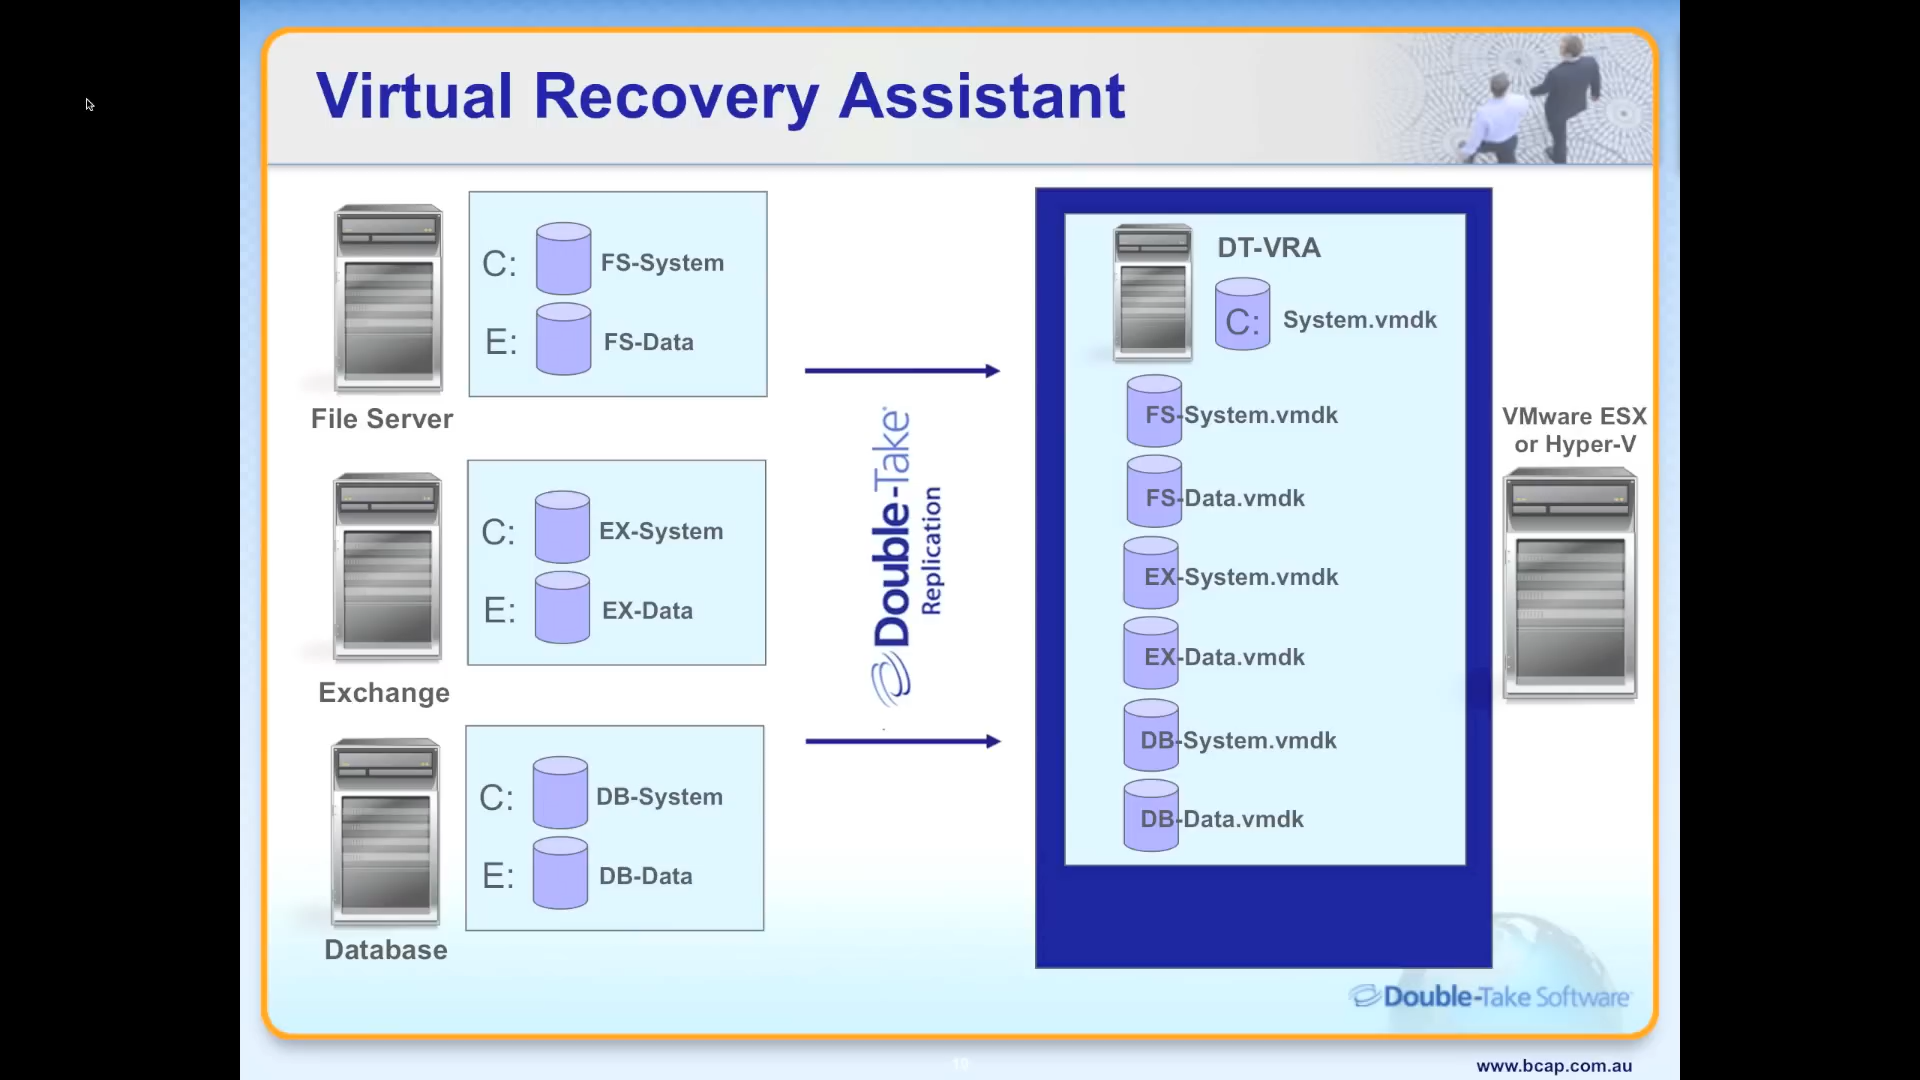 Virtual Recovery Assistant
C: FS-System
E: FS-Data
File Server
C: EX-System
E: EX-Data
Exchange
C: DB-System
E: DB-Data
Database
Double-Take
Replication
DT-VRA
C: System.vmdk
FS-System.vmdk
FS-Data.vmdk
EX-System.vmdk
EX-Data.vmdk
DB-System.vmdk
DB-Data.vmdk
VMware ESX
or Hyper-V
Double-Take Software
19
www.bcap.com.au